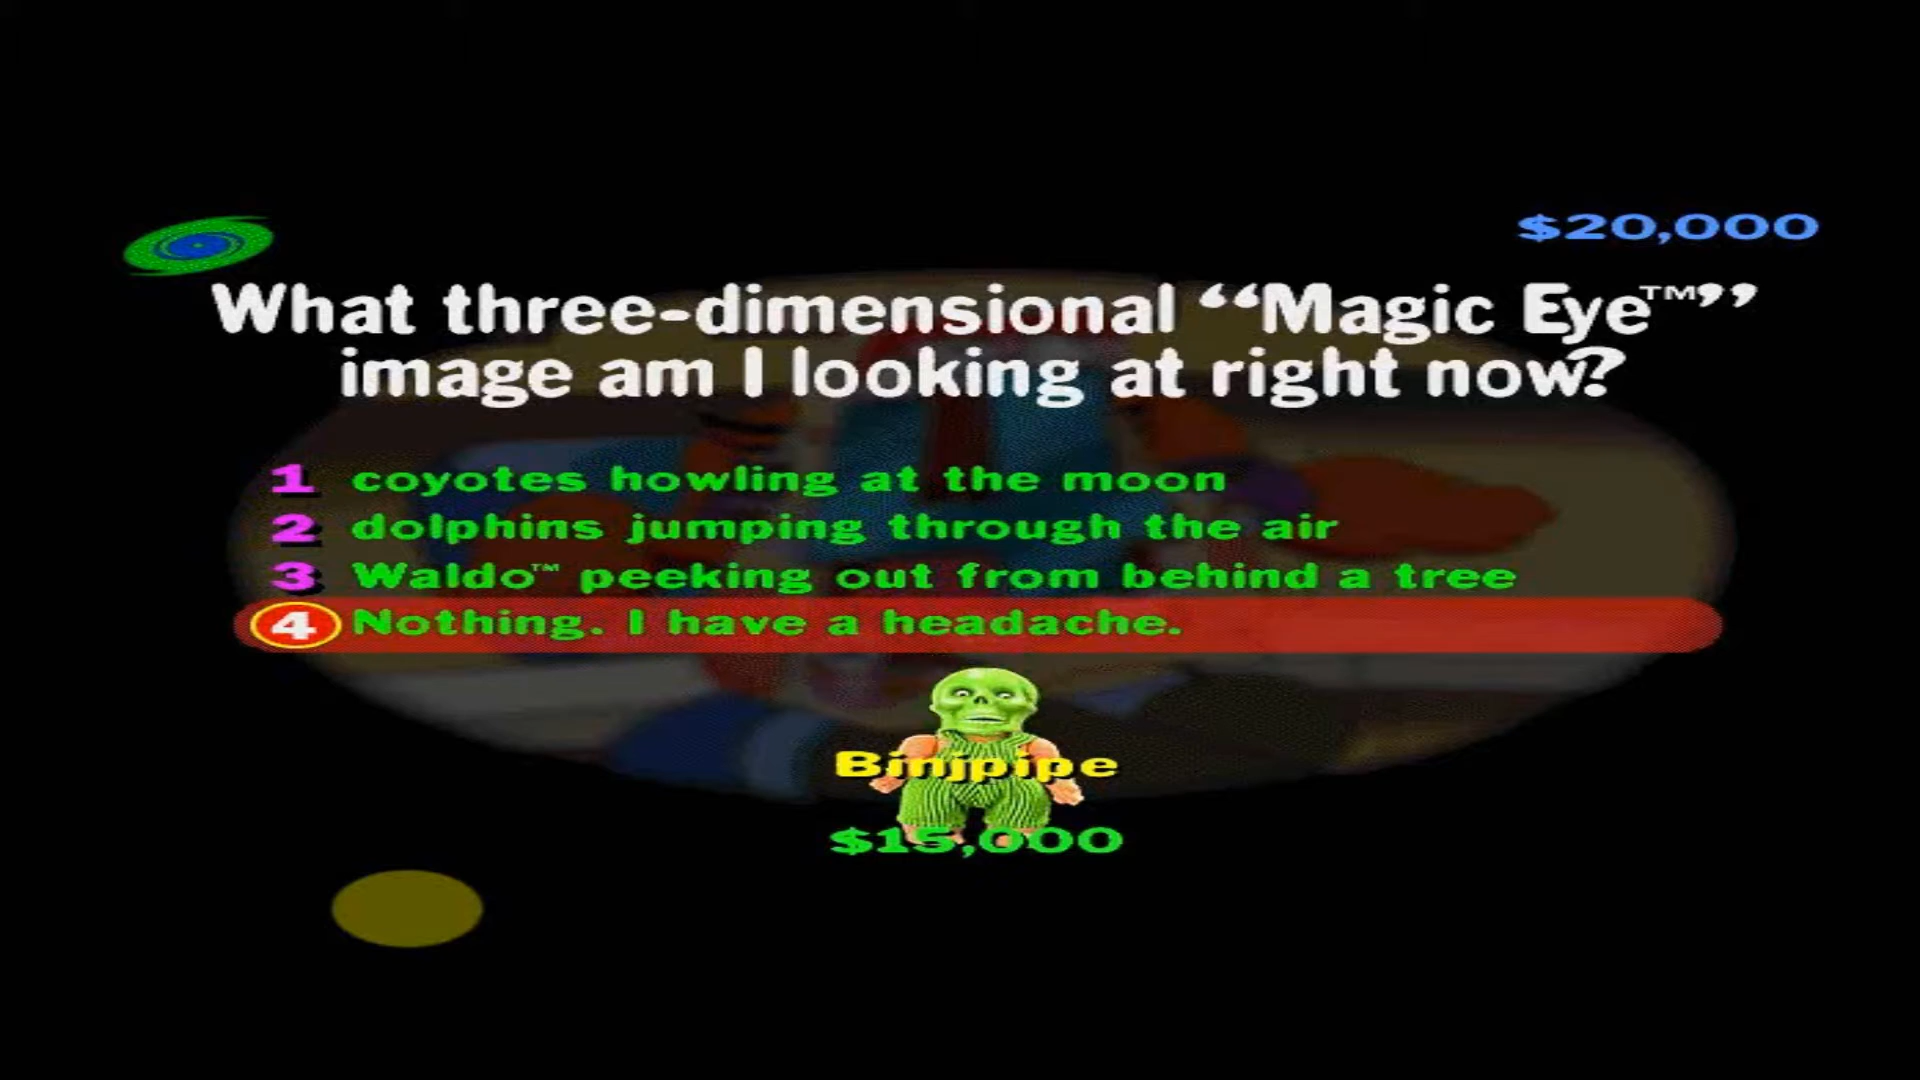 $20,000
What three-dimensional “Magic Eye™”
image am I looking at right now?
1 coyotes howling at the moon
2 dolphins jumping through the air
3 Waldo™ peeking out from behind a tree
4 Nothing. I have a headache.
Binjpipe
$15,000